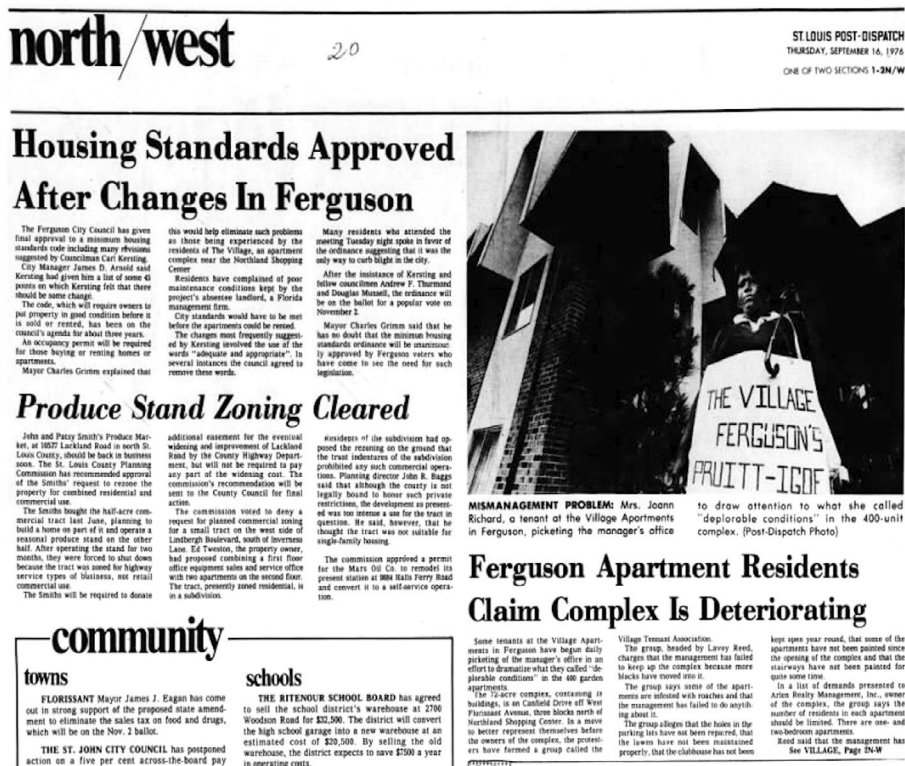 north/west
20
ST. LOUIS POST-DISPATCH
THURSDAY, SEPTEMBER 16, 1976
ONE OF TWO SECTIONS 1-2N/W
Housing Standards Approved
After Changes In Ferguson
The Ferguson City Council has given
final approval to a minimum housing
standards code including many revisions
suggested by Councilman Carl Kersting.
City Manager James D. Arnold said
Kersting had given him a list of some 45
points on which Kersting felt that there
should be some change.
The code, which will require owners to
put property in good condition before it
is sold or rented, has been on the
council's agenda for about three years.
An occupancy permit will be required
for those buying or renting homes or
apartments.
Mayor Charles Grimm explained that
this would help eliminate such problems
as those being experienced by the
residents of The Village, an apartment
complex near the Northland Shopping
Center
Residents have complained of poor
maintenance conditions kept by the
project's absentee landlord, a Florida
management firm.
City standards would have to be met
before the apartments could be rented.
The changes most frequently suggest-
ed by Kersting involved the use of the
words "adequate and appropriate". In
several instances the council agreed to
remove these words.
Many residents who attended the
meeting Tuesday night spoke in favor of
the ordinance suggesting that it was the
only way to curb blight in the city.
After the insistance of Kersting and
fellow councilmen Andrew F. Thurmond
and Douglas Mussell, the ordinance will
be on the ballot for a popular vote on
November 2.
Mayor Charles Grimm said that he
has no doubt that the minimum housing
standards ordinance will be unanimous-
ly approved by Ferguson voters who
have come to see the need for such
legislation.
Produce Stand Zoning Cleared
John and Patsy Smith's Produce Mar-
ket, at 10577 Lackland Road in north St.
Louis County, should be back in business
soon. The St. Louis County Planning
Commission has recommended approval
of the Smiths' request to rezone the
property for combined residential and
commercial use.
The Smiths bought the half-acre com-
mercial tract last June, planning to
build a home on part of it and operate a
seasonal produce stand on the other
half. After operating the stand for two
months, they were forced to shut down
because the tract was zoned for highway
service types of business, not retail
commercial use.
The Smiths will be required to donate
additional easement for the eventual
widening and improvement of Lackland
Road by the County Highway Depart-
ment, but will not be required to pay
any part of the widening cost. The
commission's recommendation will be
sent to the County Council for final
action.
The commission voted to deny a
request for planned commercial zoning
for a small tract on the west side of
Lindbergh Boulevard, south of Inverness
Lane. Ed Tweston, the property owner,
had proposed combining a first floor
office equipment sales and service office
with two apartments on the second floor.
The tract, presently zoned residential, is
in a subdivision.
Residents of the subdivision had op-
posed the rezoning on the ground that
the trust indentures of the subdivision
prohibited any such commercial opera-
tions. Planning director John R. Baggs
said that although the county is not
legally bound to honor such private
restrictions, the development as present-
ed was too intense a use for the tract in
question. He said, however, that he
thought the tract was not suitable for
single-family housing.
The commission approved a permit
for the Mars Oil Co. to remodel its
present station at 9884 Halls Ferry Road
and convert it to a self-service opera-
tion.
THE VILLAGE
FERGUSON'S
PRUITT-IGOE
MISMANAGEMENT PROBLEM: Mrs. Joann
Richard, a tenant at the Village Apartments
in Ferguson, picketing the manager's office
to draw attention to what she called
"deplorable conditions" in the 400-unit
complex. (Post-Dispatch Photo)
Ferguson Apartment Residents
Claim Complex Is Deteriorating
Some tenants at the Village Apart-
ments in Ferguson have begun daily
picketing of the manager's office in an
effort to dramatize what they called "de-
plorable conditions" in the 400 garden
apartments.
The 72-acre complex, containing
buildings, is on Canfield Drive off West
Florissant Avenue, three blocks north of
Northland Shopping Center. In a move
to better represent themselves before
the owners of the complex, the protest-
ers have formed a group called the
Village Tennant Association.
The group, headed by Lavoy Reed,
charges that the management has failed
to keep up the complex because more
blacks have moved into it.
The group says some of the apart-
ments are infested with roaches and that
the management has failed to do anyth-
ing about it.
The group alleges that the holes in the
parking lots have not been repaired, that
the lawns have not been maintained
properly, that the clubhouse has not been
kept open year round, that some of the
apartments have not been painted since
the opening of the complex and that the
stairways have not been painted for
quite some time.
In a list of demands presented to
Arlen Realty Management, Inc., owner
of the complex, the group says the
number of residents in each apartment
should be limited. There are one- and
two-bedroom apartments.
Reed said that the management has
See VILLAGE, Page 2N-W
community
towns
FLORISSANT Mayor James J. Eagan has come
out in strong support of the proposed state amend-
ment to eliminate the sales tax on food and drugs,
which will be on the Nov. 2 ballot.
THE ST. JOHN CITY COUNCIL has postponed
action on a five per cent across-the-board pay
schools
THE RITENOUR SCHOOL BOARD has agreed
to sell the school district's warehouse at 2700
Woodson Road for $32,500. The district will convert
the high school garage into a new warehouse at an
estimated cost of $20,500. By selling the old
warehouse, the district expects to save $7500 a year
in operating costs.